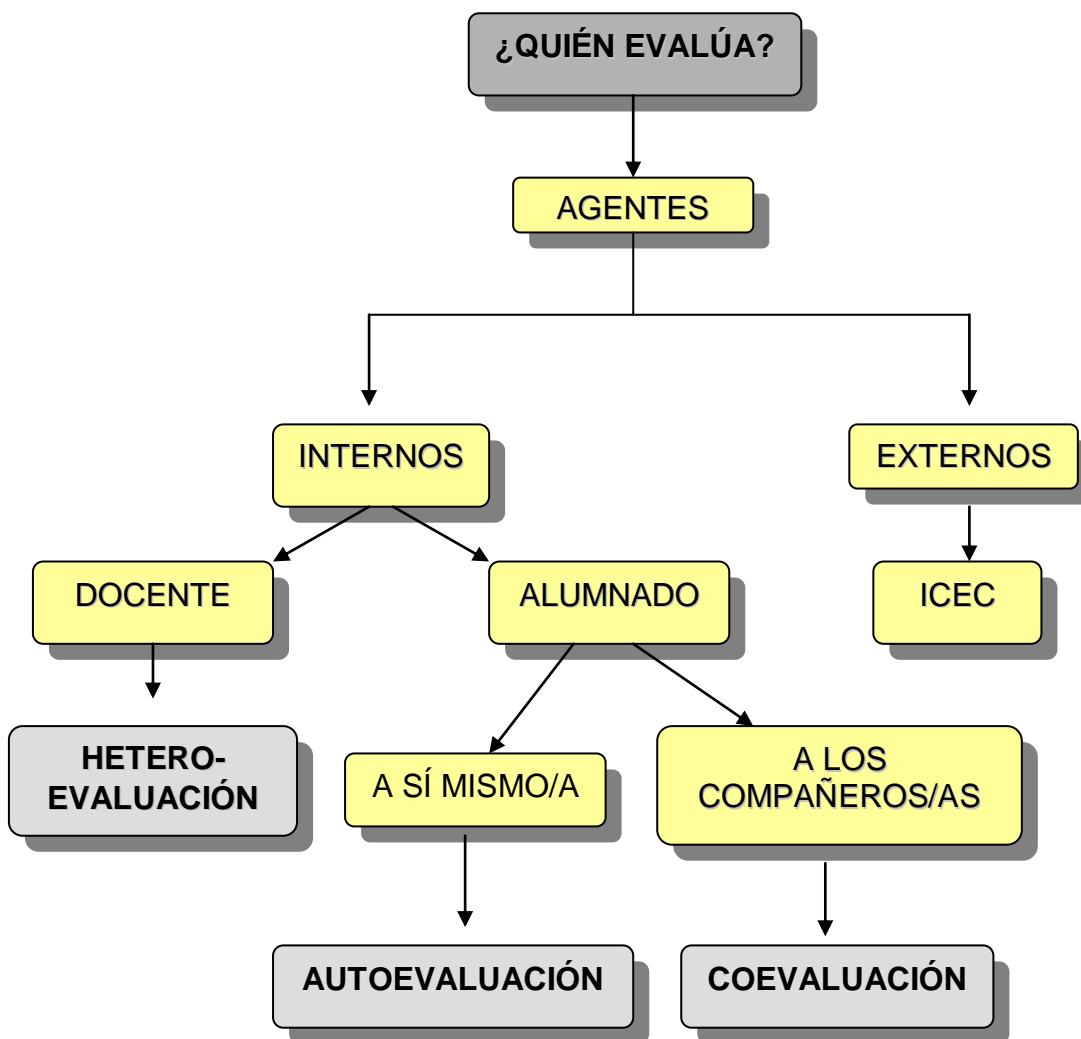 ¿QUIÉN EVALÚA?
AGENTES
INTERNOS
EXTERNOS
DOCENTE
ALUMNADO
ICEC
HETERO-
EVALUACIÓN
A SÍ MISMO/A
A LOS
COMPAÑEROS/AS
AUTOEVALUACIÓN
COEVALUACIÓN